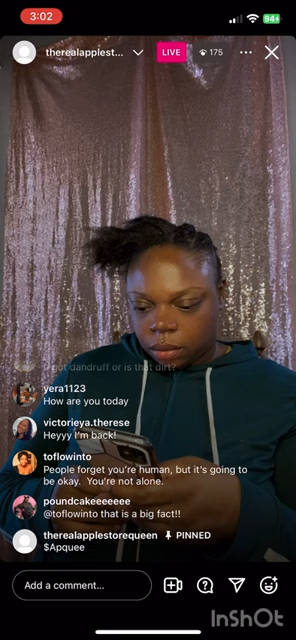 3:02
94+
therealapplest...
LIVE
175
got dandruff or is that dirt?
yera1123
How are you today
victorieya.therese
Heyyy I'm back!
toflowinto
People forget you're human, but it's going to
be okay.  You're not alone.
poundcakeeeeeee
@toflowinto that is a big fact!!
therealapplestorequeen PINNED
$Apquee
Add a comment...
InShOt